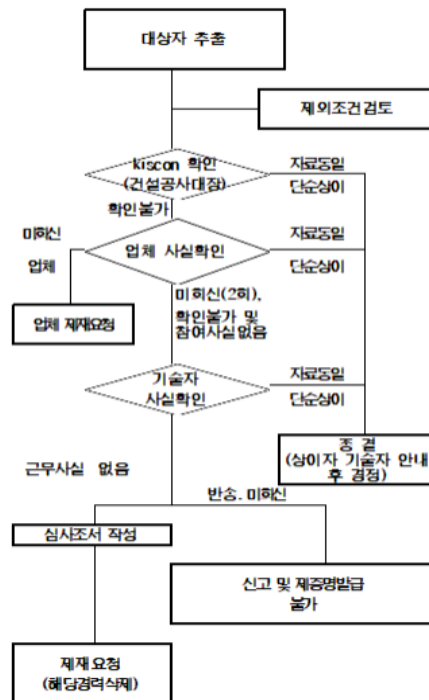 대상자 추출
제외조건검토
kiscon 확인
(건설공사대장)
자료동일
단순상이
확인불가
미회신
업체
업체 사실확인
자료동일
단순상이
업체 제재요청
미회신(2회),
확인불가 및
참여사실없음
기술자
사실확인
자료동일
단순상이
종 결
(상이자 기술자 안내
후 경정)
근무사실 없음
반송. 미회신
심사조서 작성
신고 및 제증명발급
불가
제재요청
(해당경력삭제)